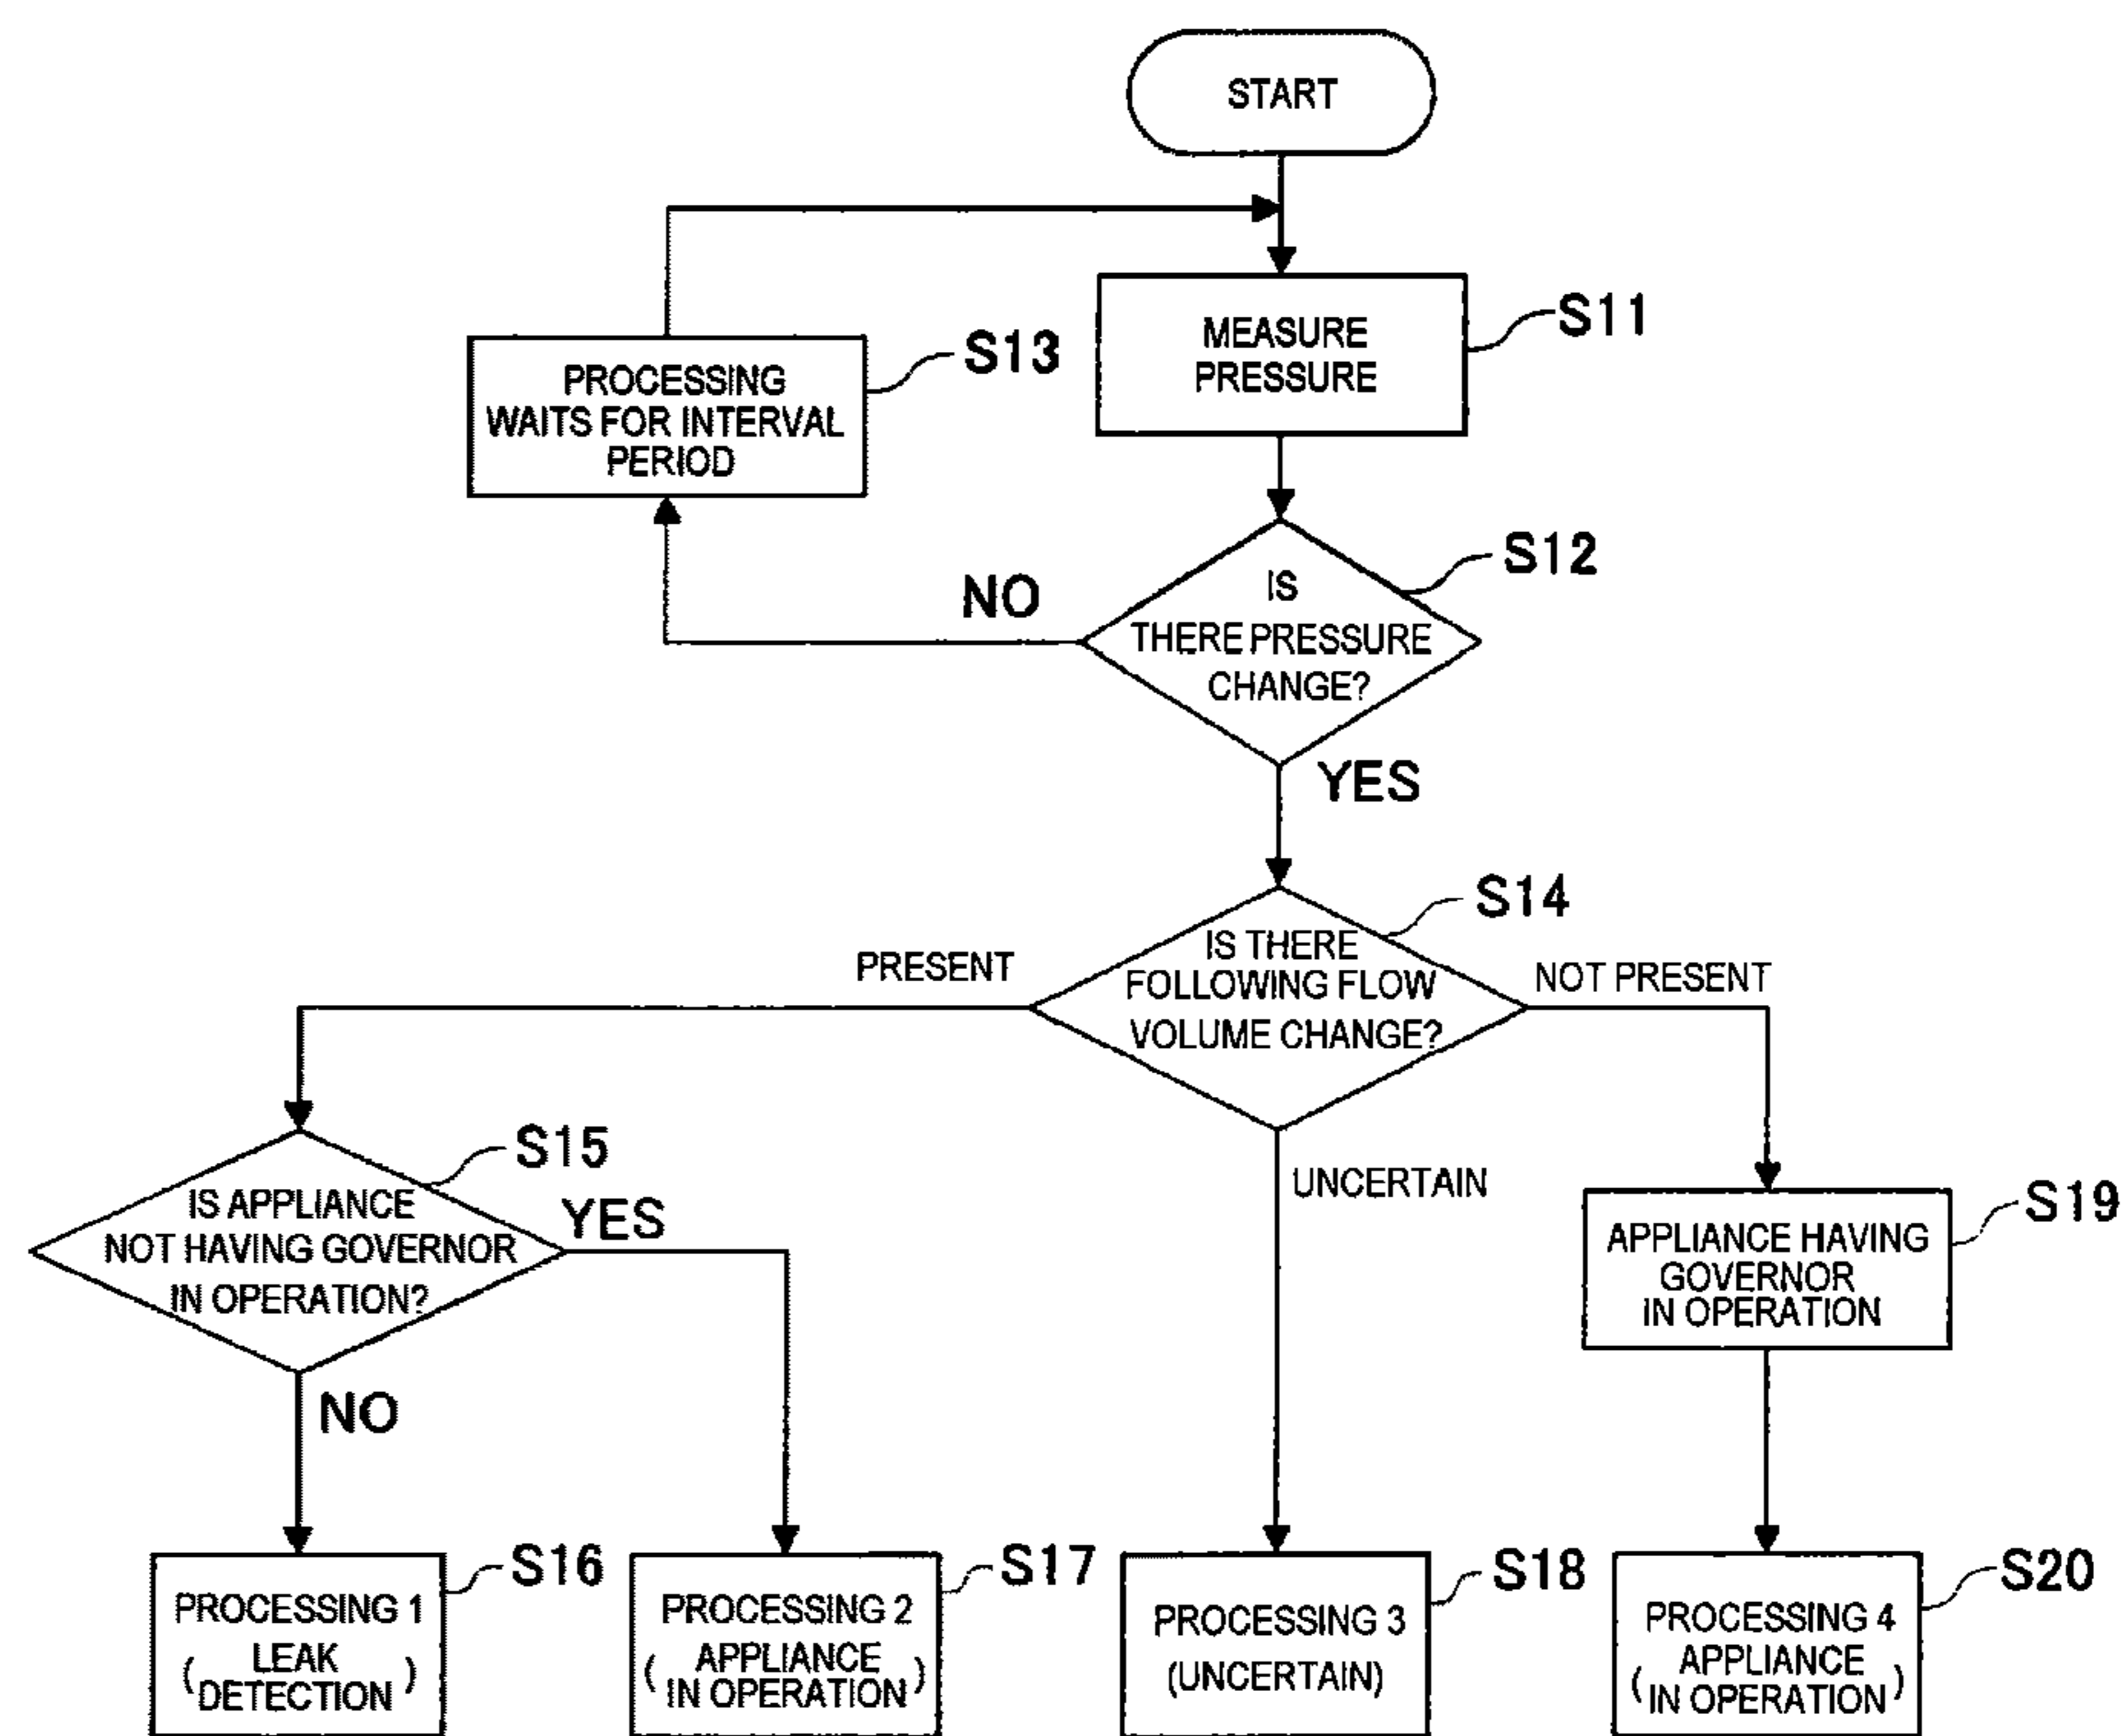 START
MEASURE
PRESSURE
S11
PROCESSING
WAITS FOR INTERVAL
PERIOD
S13
IS
THERE PRESSURE
CHANGE?
S12
NO
YES
IS THERE
FOLLOWING FLOW
VOLUME CHANGE?
S14
PRESENT
NOT PRESENT
UNCERTAIN
IS APPLIANCE
NOT HAVING GOVERNOR
IN OPERATION?
S15
YES
NO
APPLIANCE HAVING
GOVERNOR
IN OPERATION
S19
PROCESSING 1
(LEAK
DETECTION)
S16
PROCESSING 2
(APPLIANCE
IN OPERATION)
S17
PROCESSING 3
(UNCERTAIN)
S18
PROCESSING 4
(APPLIANCE
IN OPERATION)
S20